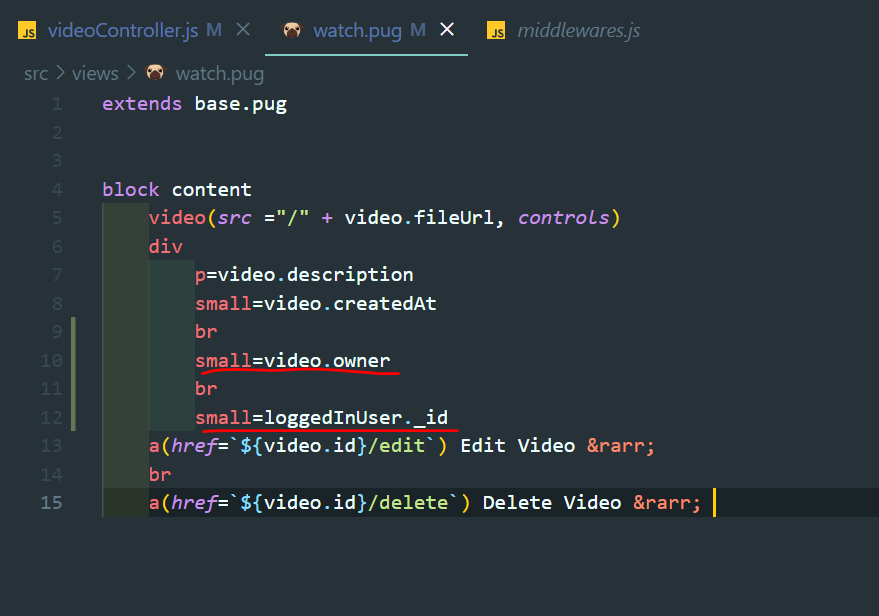 JS videoController.js M
watch.pug M
JS middlewares.js
src > views > watch.pug
1 extends base.pug
2
3
4 block content
5 video(src ="/" + video.fileUrl, controls)
6 div
7 p=video.description
8 small=video.createdAt
9 br
10 small=video.owner
11 br
12 small=loggedInUser._id
13 a(href=`${video.id}/edit`) Edit Video &rarr;
14 br
15 a(href=`${video.id}/delete`) Delete Video &rarr;